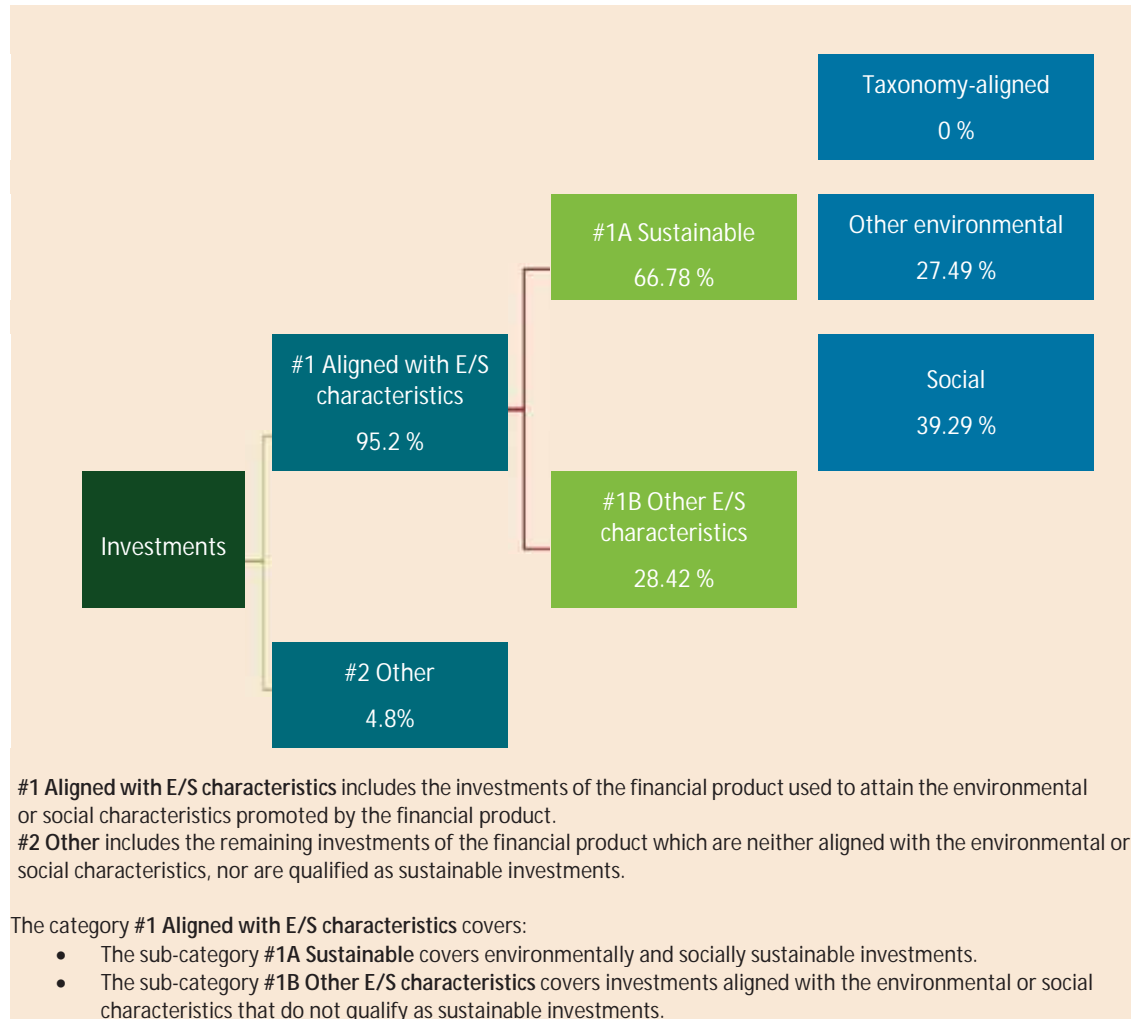 Taxonomy-aligned
0 %
#1A Sustainable
66.78 %
Other environmental
27.49 %
#1 Aligned with E/S
characteristics
95.2 %
Social
39.29 %
Investments
#1B Other E/S
characteristics
28.42 %
#2 Other
4.8%
#1 Aligned with E/S characteristics includes the investments of the financial product used to attain the environmental
or social characteristics promoted by the financial product.
#2 Other includes the remaining investments of the financial product which are neither aligned with the environmental or
social characteristics, nor are qualified as sustainable investments.
The category #1 Aligned with E/S characteristics covers:
• The sub-category #1A Sustainable covers environmentally and socially sustainable investments.
• The sub-category #1B Other E/S characteristics covers investments aligned with the environmental or social
characteristics that do not qualify as sustainable investments.